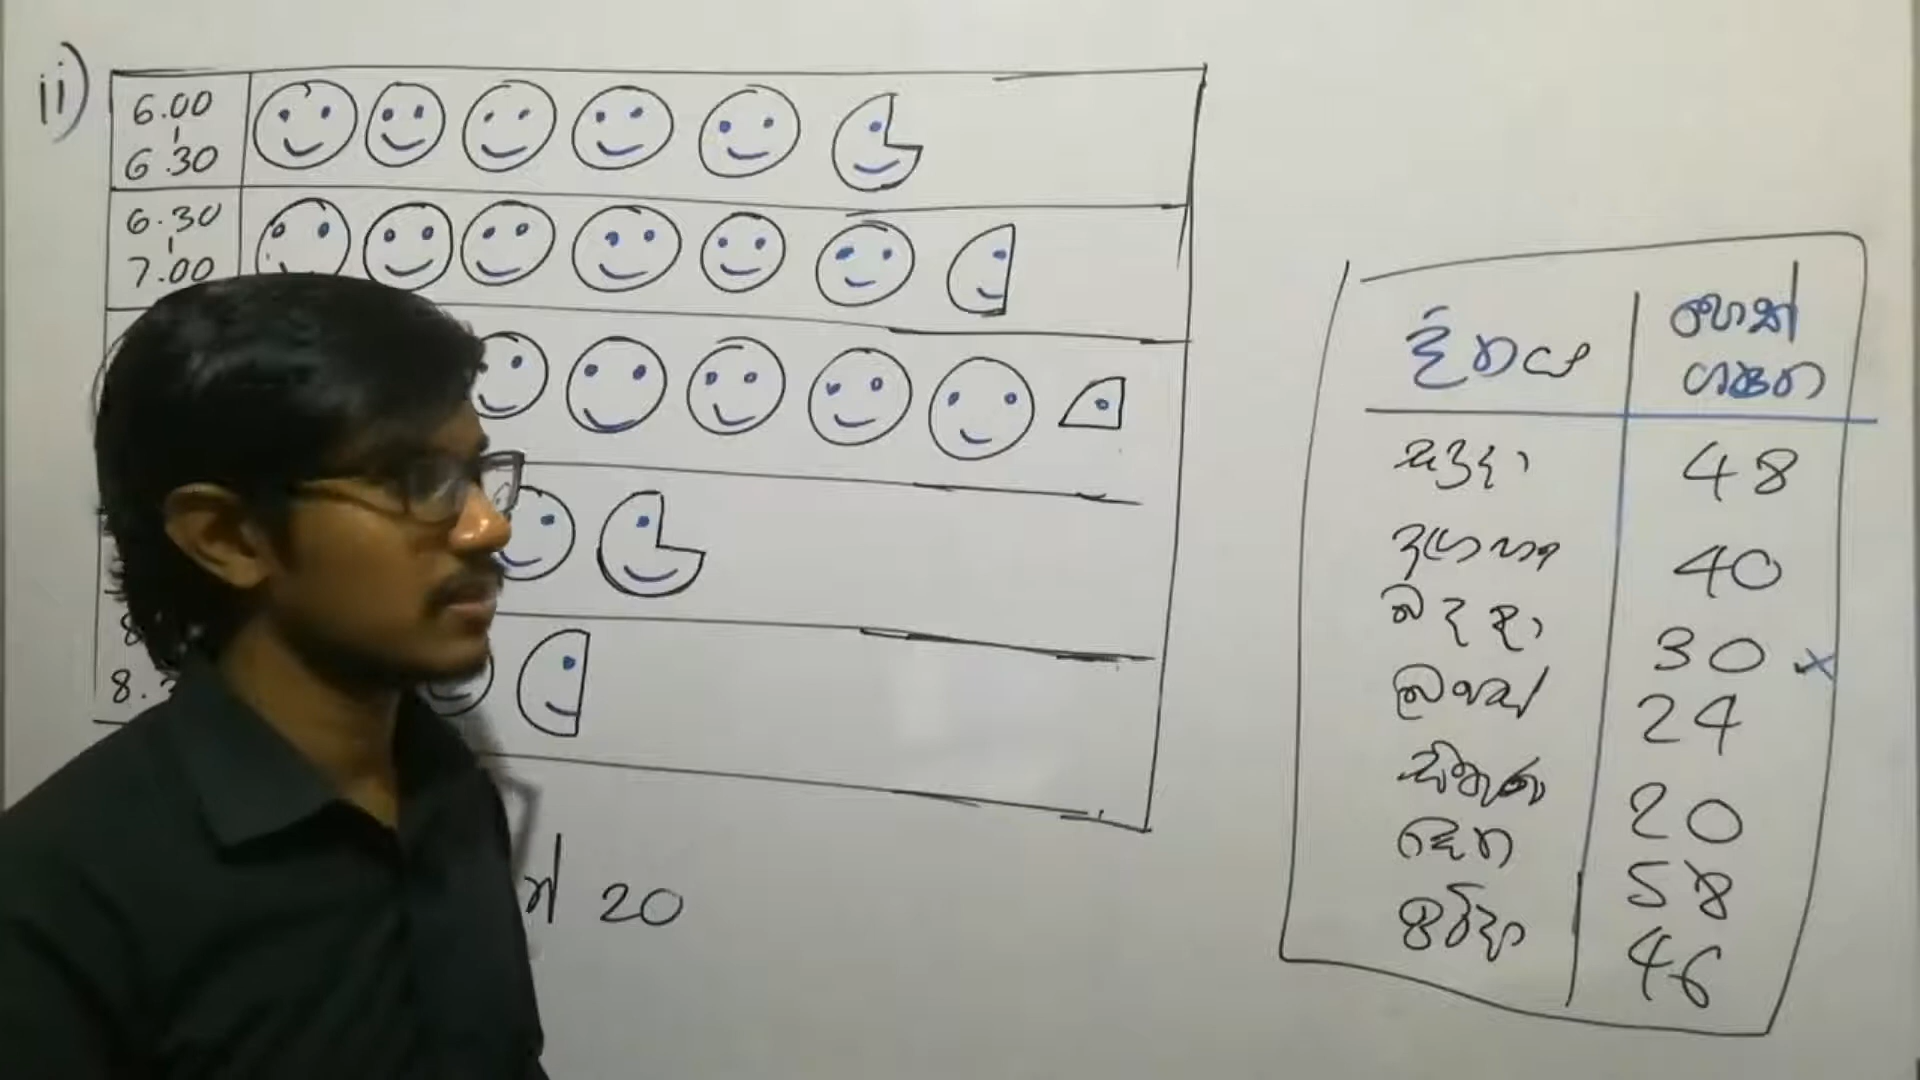 ii)
6.00
6.30
6.30
7.00
8.
න් 20
දිනය
පොත්
ගණන
සඳුදා 48
අඟහ 40
බදාදා 30 x
බ්‍රහස් 24
සිකුරා 20
සෙන 58
ඉරිදා 46